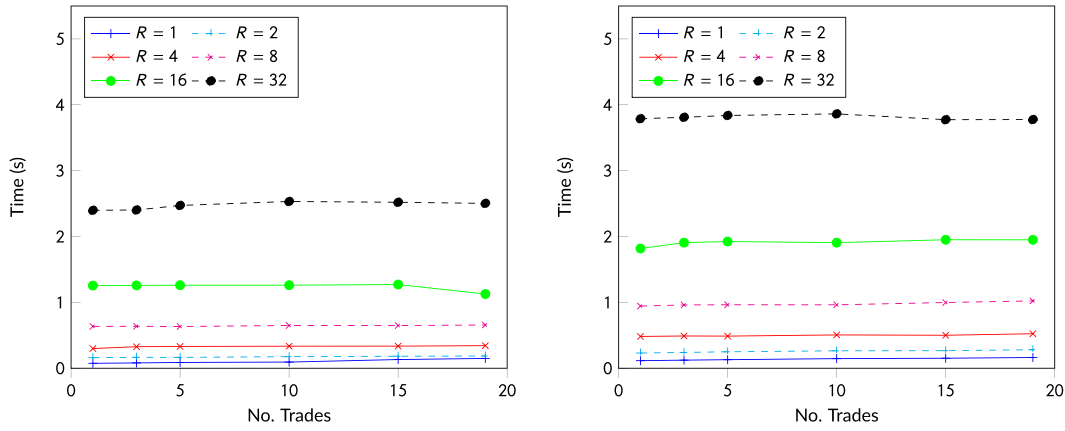 R = 1 R = 2
R = 4 R = 8
R = 16 R = 32
5
4
3
2
1
0
Time (s)
0 5 10 15 20
No. Trades
R = 1 R = 2
R = 4 R = 8
R = 16 R = 32
5
4
3
2
1
0
Time (s)
0 5 10 15 20
No. Trades